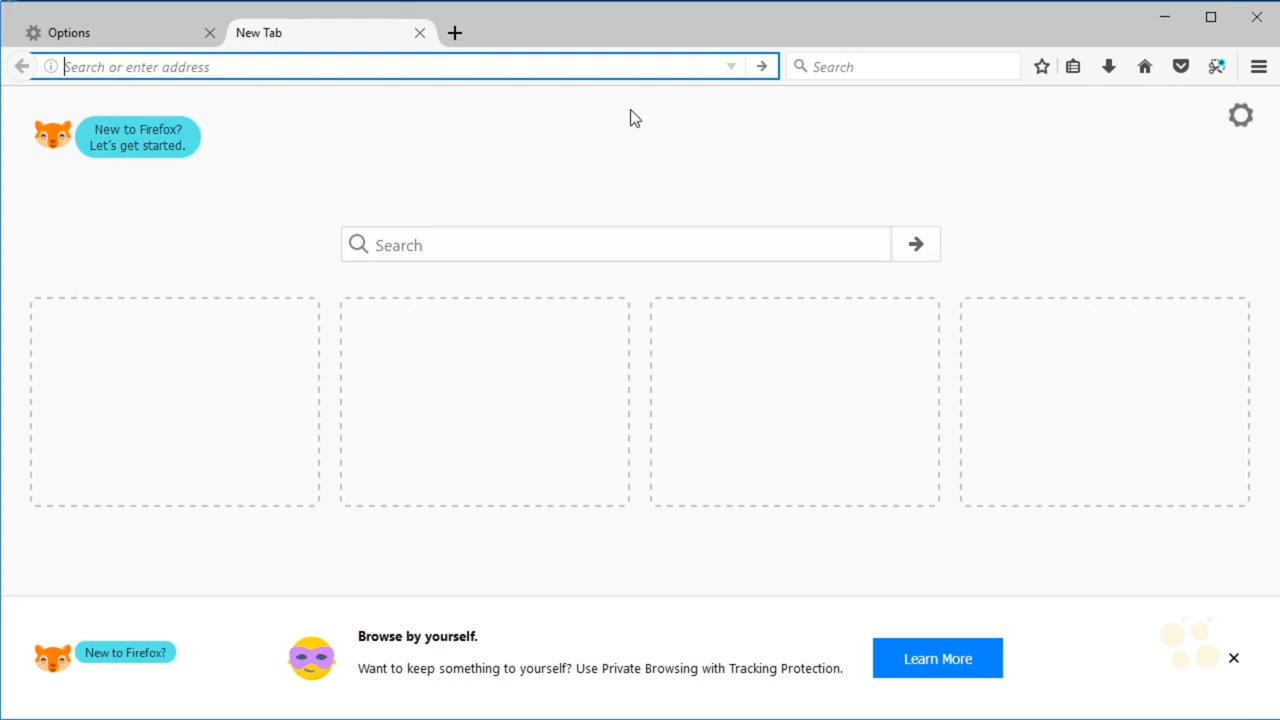 Options
New Tab
Search or enter address
Search
New to Firefox?
Let's get started.
Search
Browse by yourself.
New to Firefox?
Want to keep something to yourself? Use Private Browsing with Tracking Protection.
Learn More